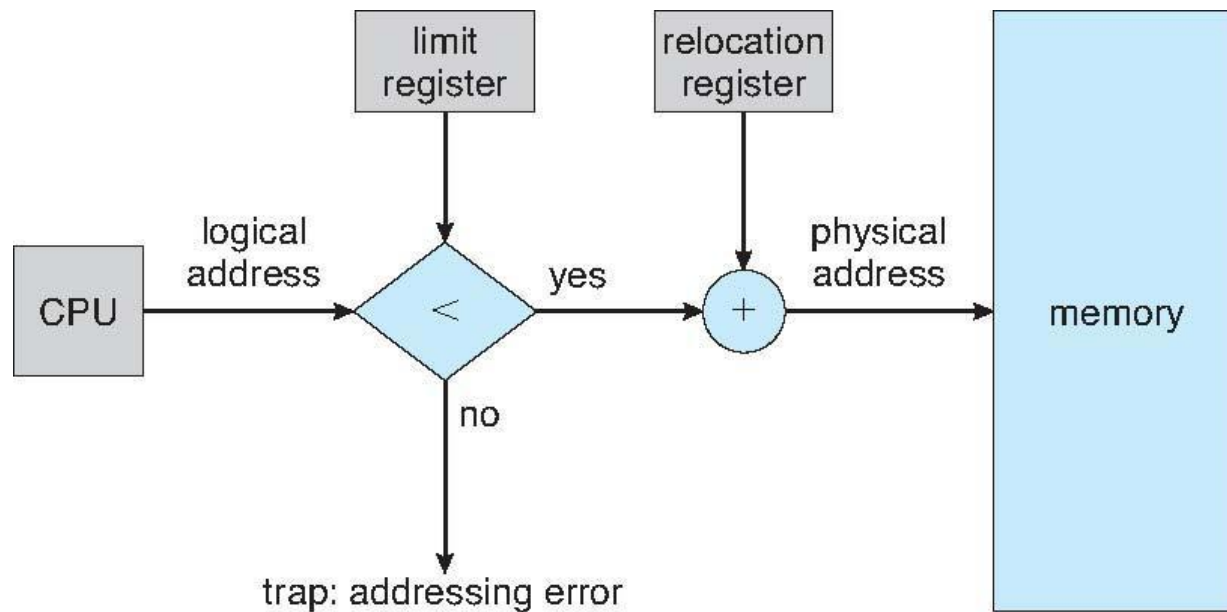 limit
register
relocation
register
logical
address
physical
address
CPU
<
yes
+
memory
no
trap: addressing error